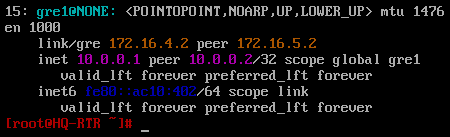 15: gre1@NONE: <POINTOPOINT,NOARP,UP,LOWER_UP> mtu 1476
en 1000
link/gre 172.16.4.2 peer 172.16.5.2
inet 10.0.0.1 peer 10.0.0.2/32 scope global gre1
valid_lft forever preferred_lft forever
inet6 fe80::ac10:402/64 scope link
valid_lft forever preferred_lft forever
[root@HQ-RTR ~]# _